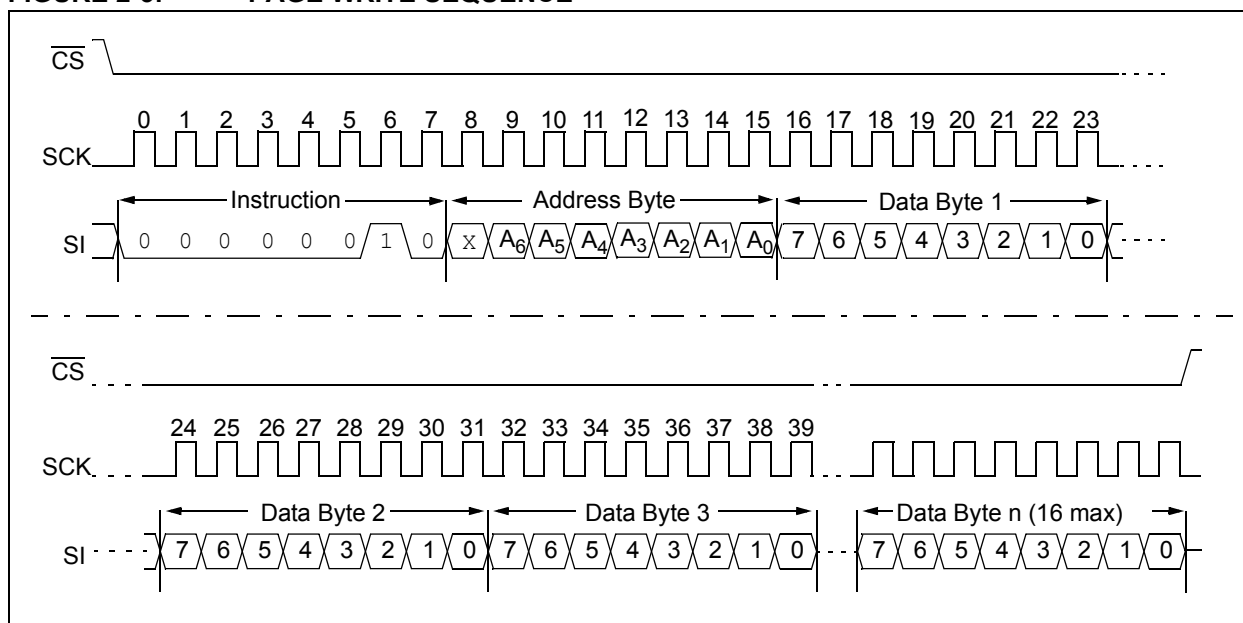 FIGURE 2-3: PAGE WRITE SEQUENCE
CS
0 1 2 3 4 5 6 7 8 9 10 11 12 13 14 15 16 17 18 19 20 21 22 23
SCK
Instruction Address Byte Data Byte 1
SI 0 0 0 0 0 0 1 0 X A6 A5 A4 A3 A2 A1 A0 7 6 5 4 3 2 1 0
CS
24 25 26 27 28 29 30 31 32 33 34 35 36 37 38 39
SCK
Data Byte 2 Data Byte 3 Data Byte n (16 max)
SI 7 6 5 4 3 2 1 0 7 6 5 4 3 2 1 0 7 6 5 4 3 2 1 0